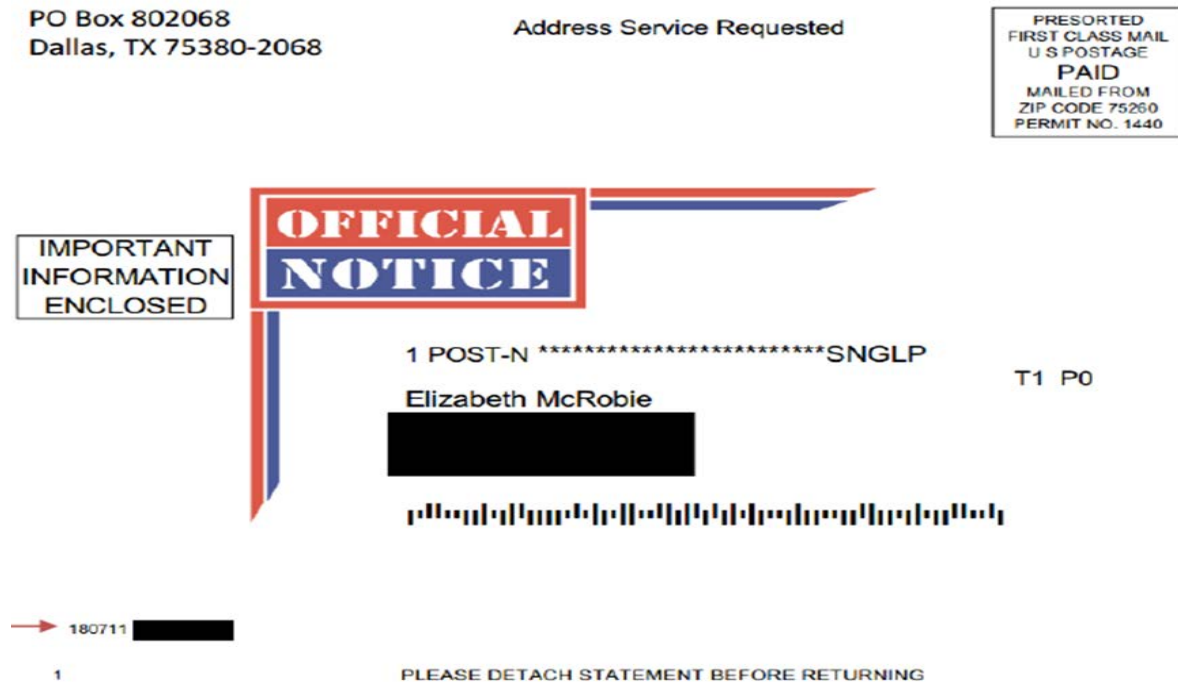 PO Box 802068
Dallas, TX 75380-2068
Address Service Requested
PRESORTED
FIRST CLASS MAIL
U S POSTAGE
PAID
MAILED FROM
ZIP CODE 75260
PERMIT NO. 1440
OFFICIAL
NOTICE
IMPORTANT
INFORMATION
ENCLOSED
1 POST-N *************************SNGLP
T1 P0
Elizabeth McRobie
180711
1
PLEASE DETACH STATEMENT BEFORE RETURNING